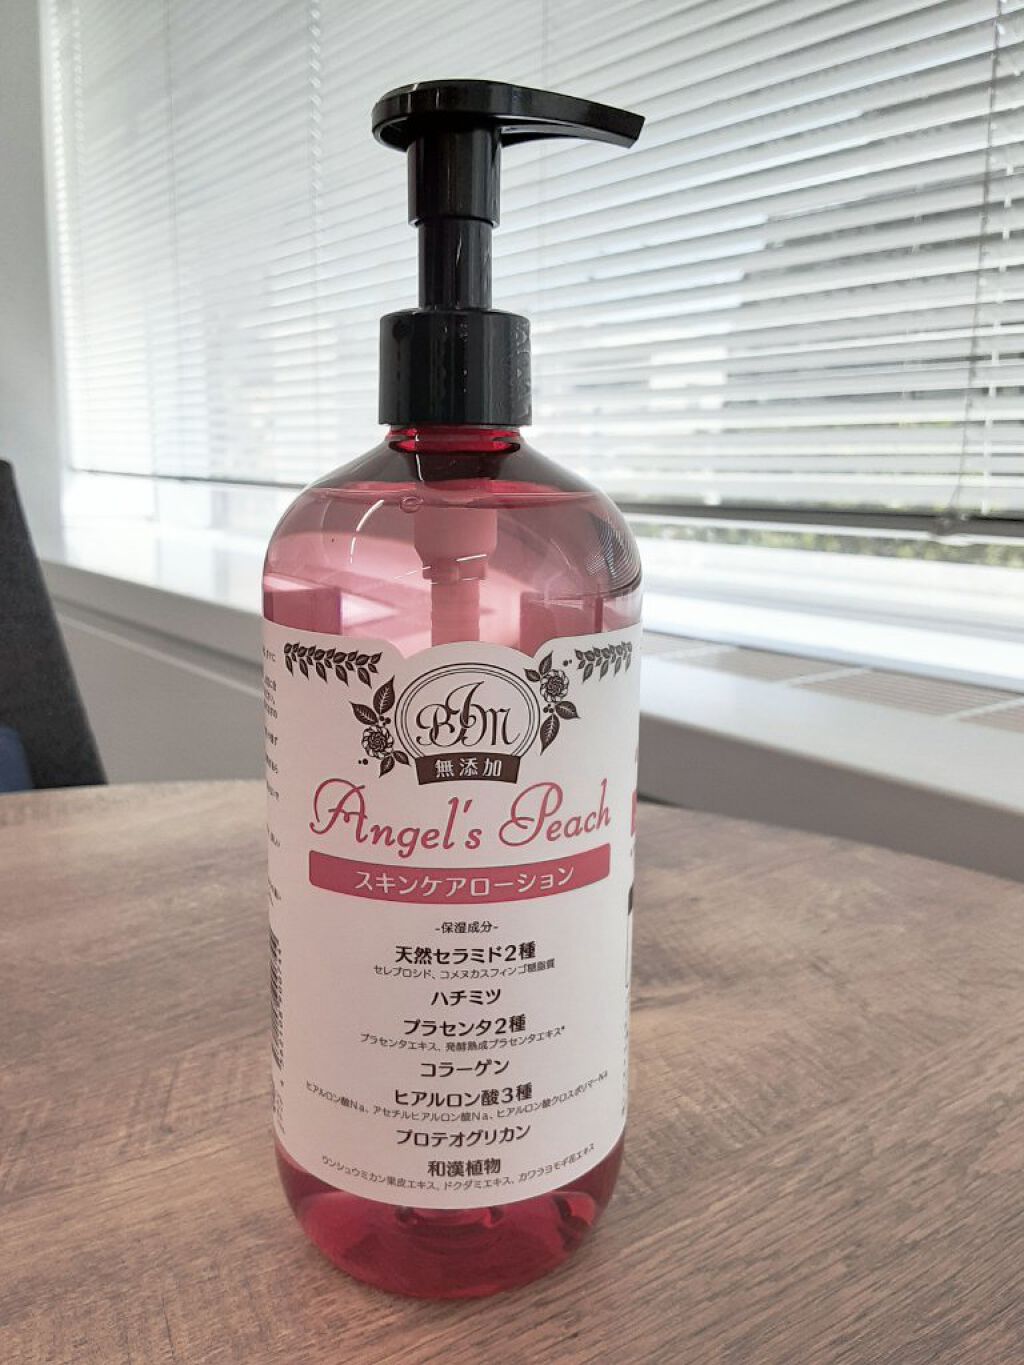 BJM
無添加
Angel's Peach
スキンケアローション
-保湿成分-
天然セラミド2種
セレブロシド、コメヌカスフィンゴ糖脂質
ハチミツ
プラセンタ2種
プラセンタエキス、発酵熟成プラセンタエキス*
コラーゲン
ヒアルロン酸3種
ヒアルロン酸Na、アセチルヒアルロン酸Na、ヒアルロン酸クロスポリマーNa
プロテオグリカン
和漢植物
ウンシュウミカン果皮エキス、ドクダミエキス、カワラヨモギ花エキス